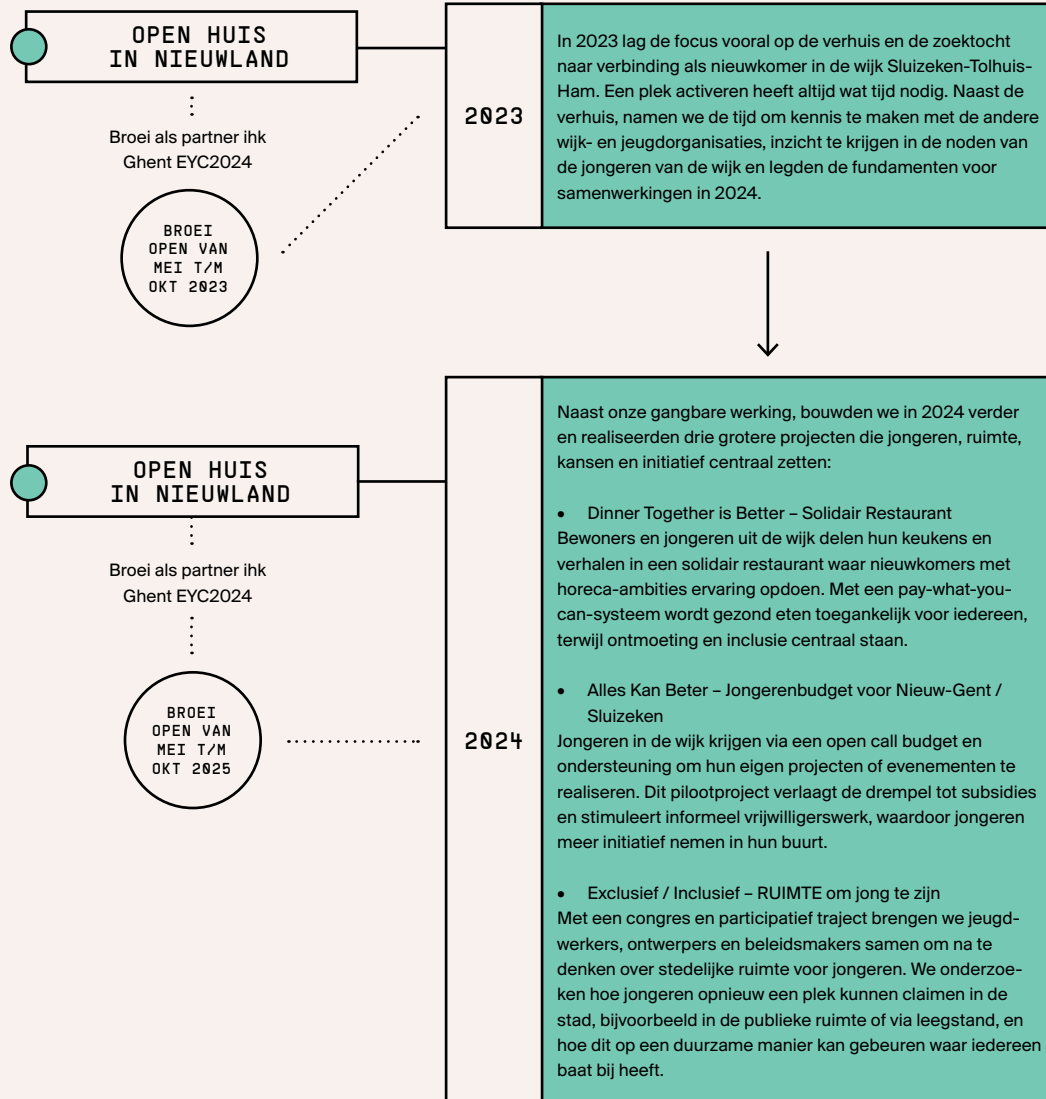 OPEN HUIS
IN NIEUWLAND
Broei als partner ihk
Ghent EYC2024
BROEI
OPEN VAN
MEI T/M
OKT 2023
2023
In 2023 lag de focus vooral op de verhuis en de zoektocht
naar verbinding als nieuwkomer in de wijk Sluizeken-Tolhuis-
Ham. Een plek activeren heeft altijd wat tijd nodig. Naast de
verhuis, namen we de tijd om kennis te maken met de andere
wijk- en jeugdorganisaties, inzicht te krijgen in de noden van
de jongeren van de wijk en legden de fundamenten voor
samenwerkingen in 2024.
OPEN HUIS
IN NIEUWLAND
Broei als partner ihk
Ghent EYC2024
BROEI
OPEN VAN
MEI T/M
OKT 2025
2024
Naast onze gangbare werking, bouwden we in 2024 verder
en realiseerden drie grotere projecten die jongeren, ruimte,
kansen en initiatief centraal zetten:
• Dinner Together is Better – Solidair Restaurant
Bewoners en jongeren uit de wijk delen hun keukens en
verhalen in een solidair restaurant waar nieuwkomers met
horeca-ambities ervaring opdoen. Met een pay-what-you-
can-systeem wordt gezond eten toegankelijk voor iedereen,
terwijl ontmoeting en inclusie centraal staan.
• Alles Kan Beter – Jongerenbudget voor Nieuw-Gent /
Sluizeken
Jongeren in de wijk krijgen via een open call budget en
ondersteuning om hun eigen projecten of evenementen te
realiseren. Dit pilootproject verlaagt de drempel tot subsidies
en stimuleert informeel vrijwilligerswerk, waardoor jongeren
meer initiatief nemen in hun buurt.
• Exclusief / Inclusief – RUIMTE om jong te zijn
Met een congres en participatief traject brengen we jeugd-
werkers, ontwerpers en beleidsmakers samen om na te
denken over stedelijke ruimte voor jongeren. We onderzoe-
ken hoe jongeren opnieuw een plek kunnen claimen in de
stad, bijvoorbeeld in de publieke ruimte of via leegstand, en
hoe dit op een duurzame manier kan gebeuren waar iedereen
baat bij heeft.